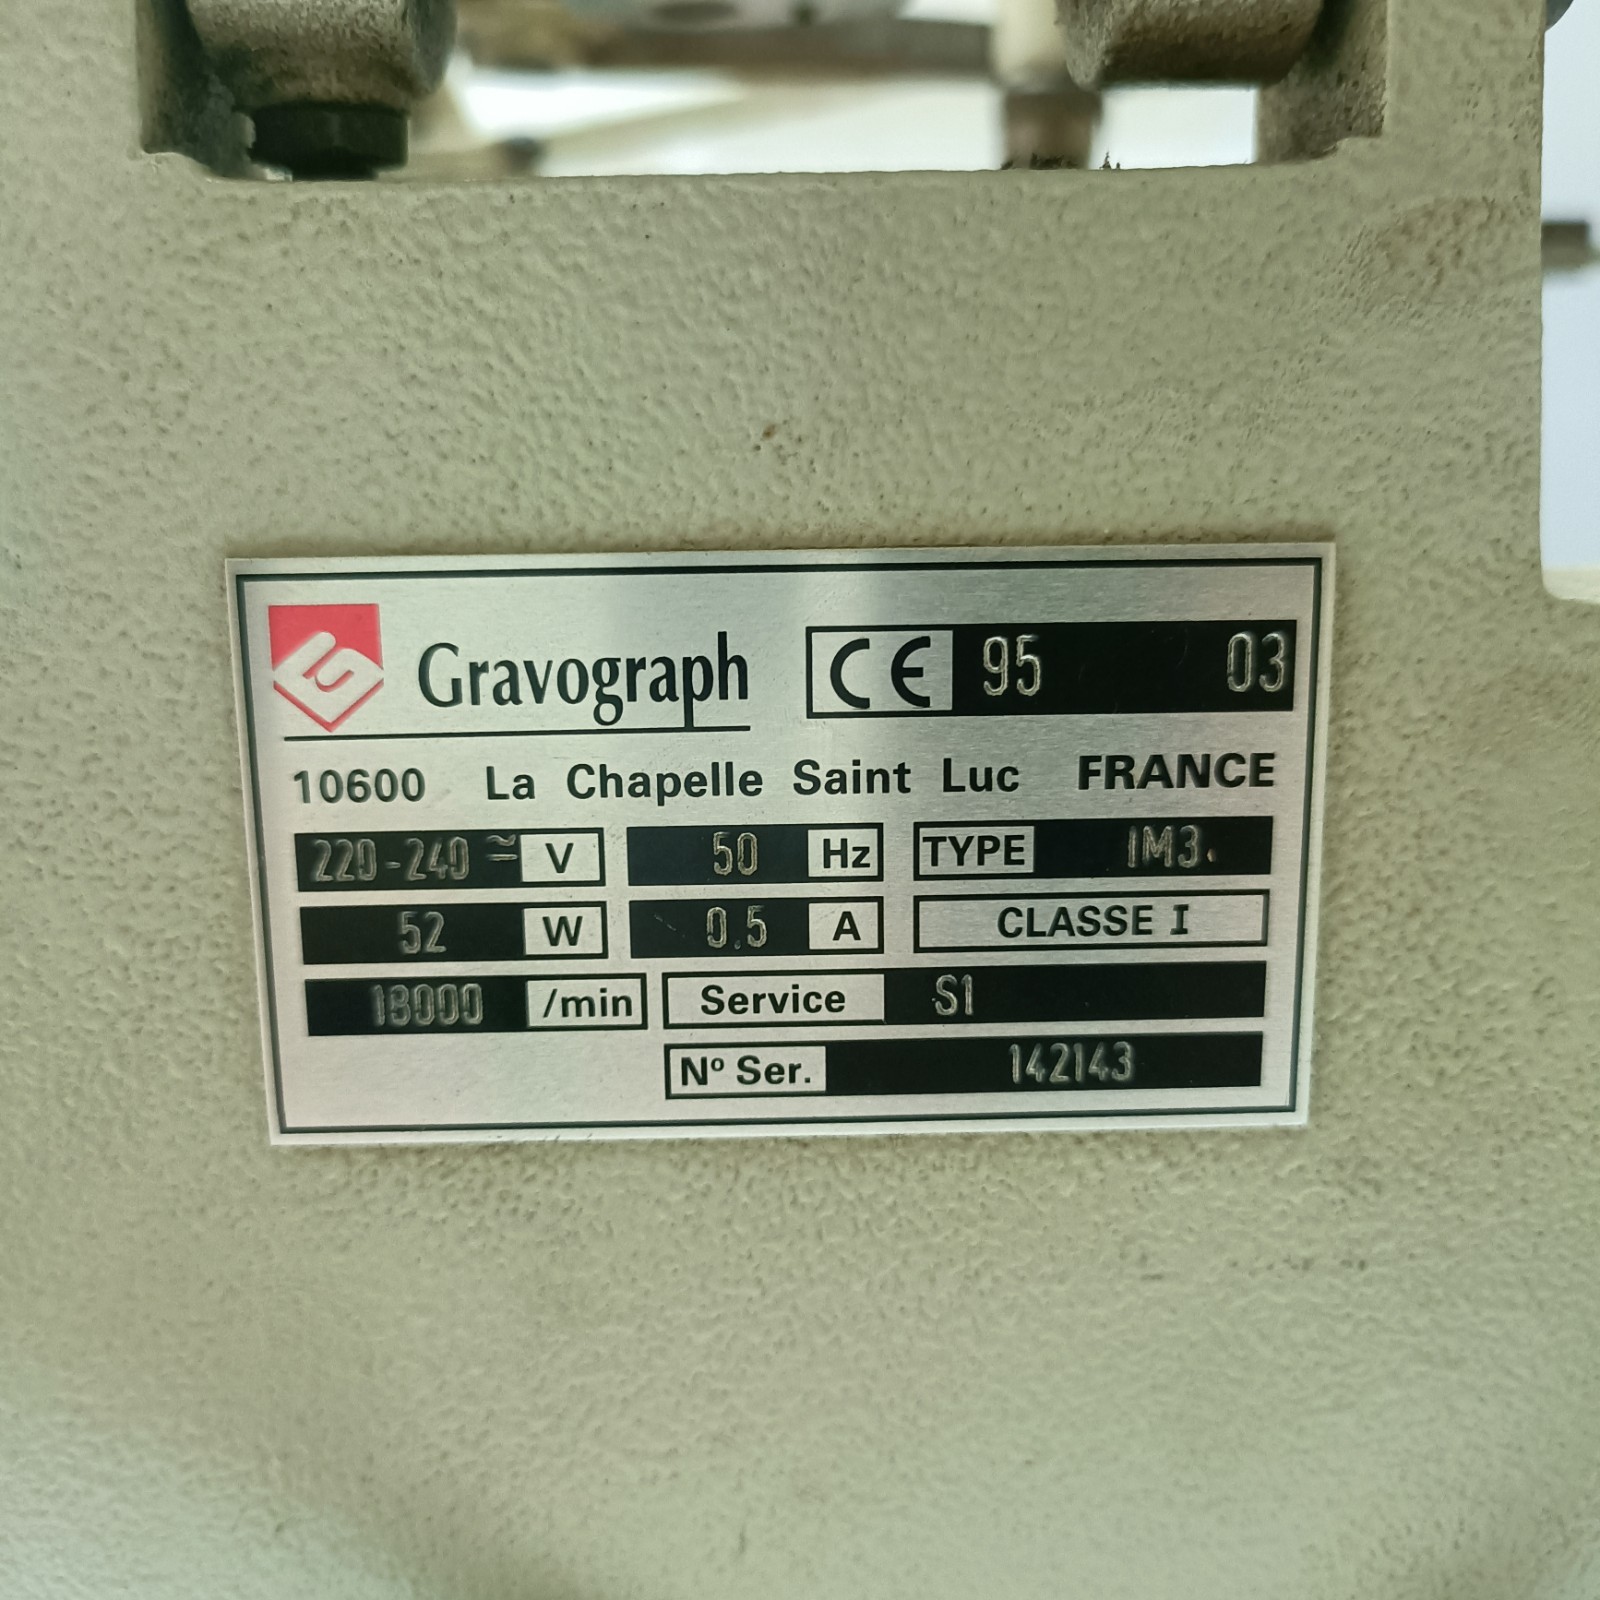 Gravograph CE 95 03
10600 La Chapelle Saint Luc FRANCE
220-240 ≃ V 50 Hz TYPE IM3.
52 W 0.5 A CLASSE I
18000 /min Service S1
Nº Ser. 142143